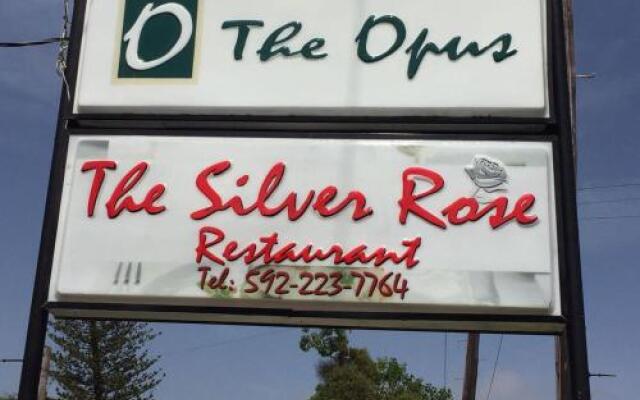 O The Opus
The Silver Rose
Restaurant
Tel: 592-223-7764